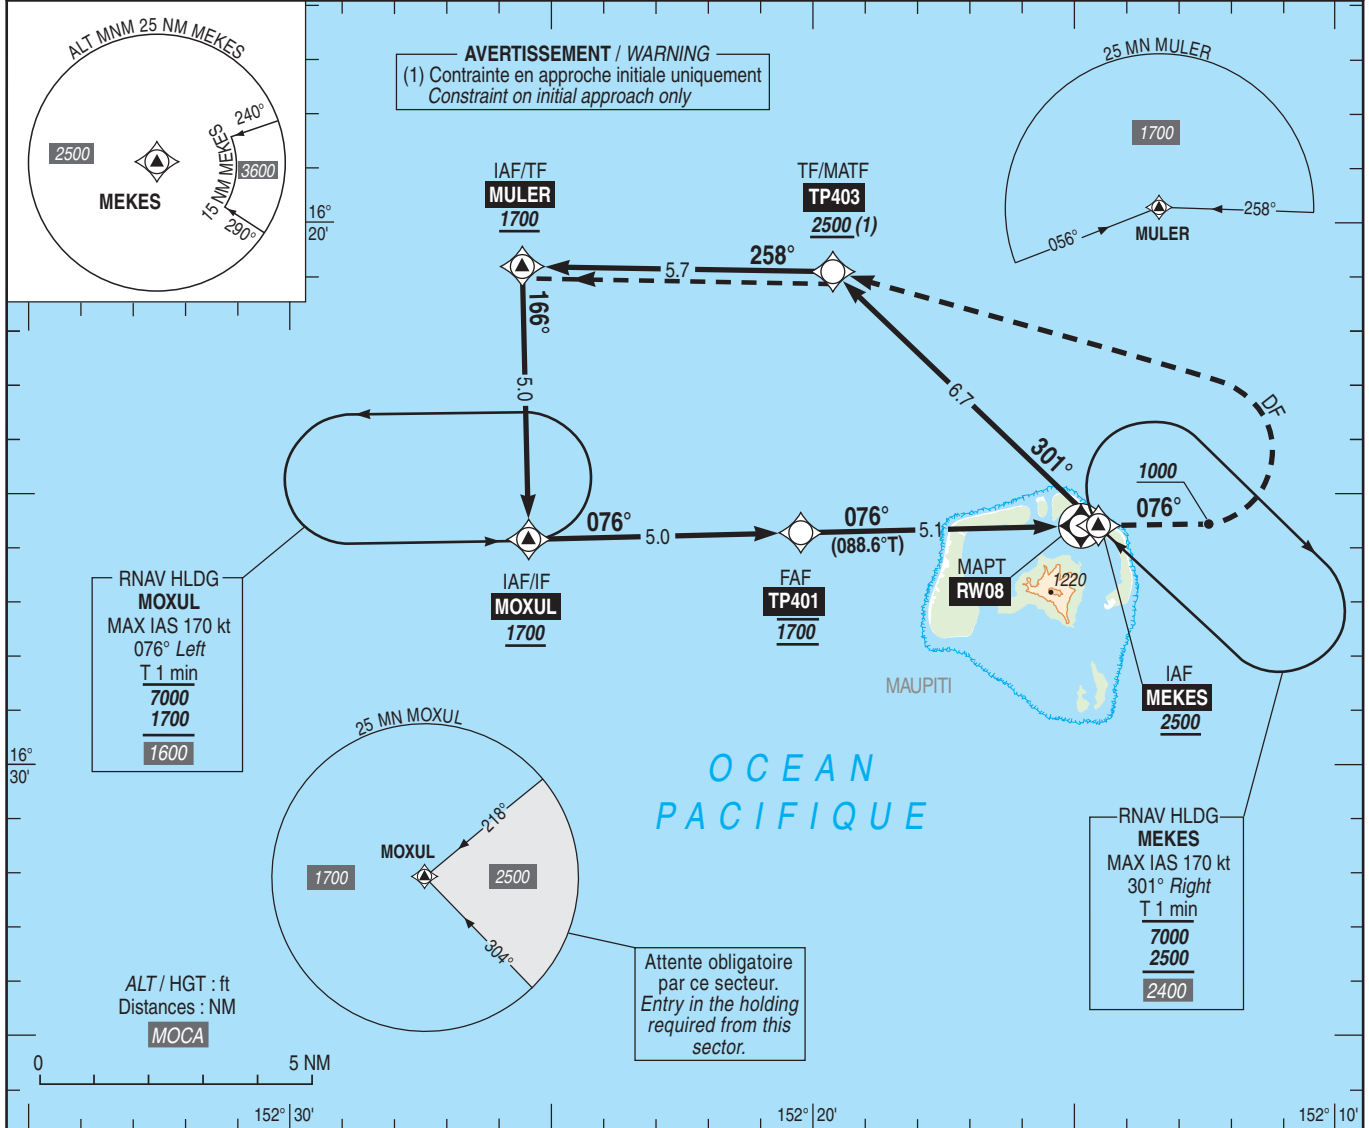 ALT MNM 25 NM MEKES
2500
MEKES
240°
3600
15 NM MEKES
290°
AVERTISSEMENT / WARNING
(1) Contrainte en approche initiale uniquement
Constraint on initial approach only
25 MN MULER
1700
056°
258°
MULER
16°
20'
IAF/TF
MULER
1700
TF/MATF
TP403
2500 (1)
258°
5.7
166°
5.0
6.7
301°
DF
1000
076°
076°
5.0
076°
(088.6°T)
5.1
RNAV HLDG
MOXUL
MAX IAS 170 kt
076° Left
T 1 min
7000
1700
1600
IAF/IF
MOXUL
1700
FAF
TP401
1700
MAPT
RW08
1220
MAUPITI
IAF
MEKES
2500
16°
30'
25 MN MOXUL
218°
MOXUL
1700
2500
304°
OCEAN
PACIFIQUE
RNAV HLDG
MEKES
MAX IAS 170 kt
301° Right
T 1 min
7000
2500
2400
Attente obligatoire
par ce secteur.
Entry in the holding
required from this
sector.
ALT / HGT : ft
Distances : NM
MOCA
0
5 NM
152° 30'
152° 20'
152° 10'